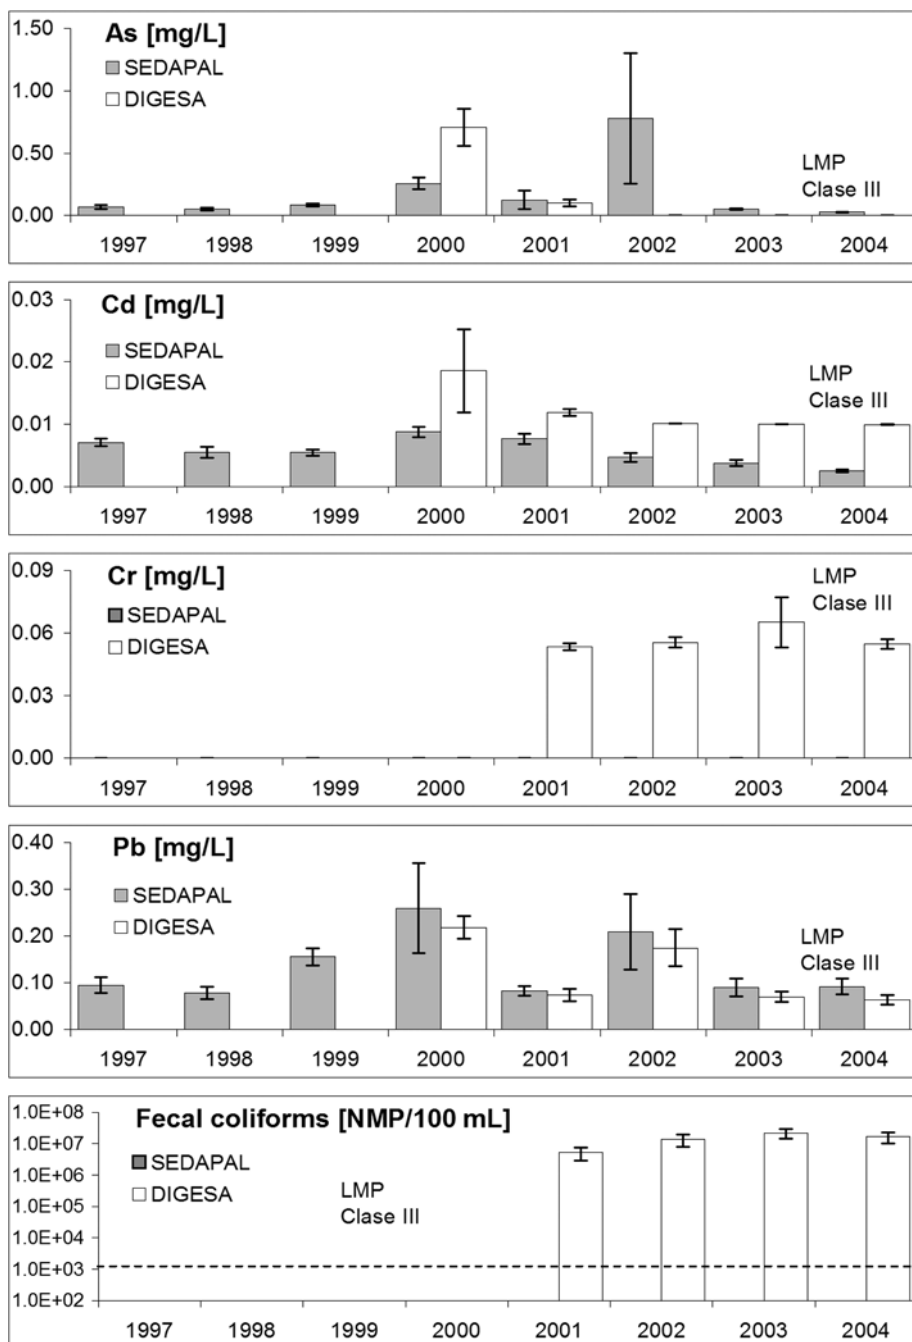 As [mg/L]
SEDAPAL
DIGESA
LMP
Clase III
1.50
1.00
0.50
0.00
1997 1998 1999 2000 2001 2002 2003 2004
Cd [mg/L]
SEDAPAL
DIGESA
LMP
Clase III
0.03
0.02
0.01
0.00
1997 1998 1999 2000 2001 2002 2003 2004
Cr [mg/L]
SEDAPAL
DIGESA
LMP
Clase III
0.09
0.06
0.03
0.00
1997 1998 1999 2000 2001 2002 2003 2004
Pb [mg/L]
SEDAPAL
DIGESA
LMP
Clase III
0.40
0.30
0.20
0.10
0.00
1997 1998 1999 2000 2001 2002 2003 2004
Fecal coliforms [NMP/100 mL]
SEDAPAL
DIGESA
LMP
Clase III
1.0E+08
1.0E+07
1.0E+06
1.0E+05
1.0E+04
1.0E+03
1.0E+02
1997 1998 1999 2000 2001 2002 2003 2004